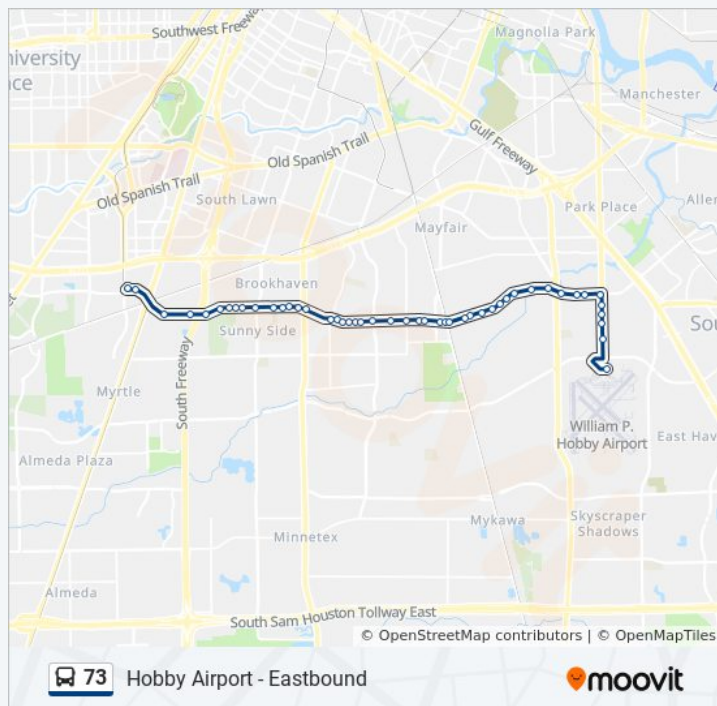 Southwest Freeway
Magnolia Park
niversity
ace
Manchester
Gulf Freeway
Old Spanish Trail
Old Spanish Trail
South Lawn
Allen
Park Place
Mayfair
Brookhaven
Sunny Side
Sou
South Freeway
Myrtle
William P.
Hobby Airport
East Hav
Almeda Plaza
Mykawa
Skyscraper
Shadows
Minnetex
Almeda
South Sam Houston Tollway East
© OpenStreetMap contributors | © OpenMapTiles
73 Hobby Airport - Eastbound
moovit